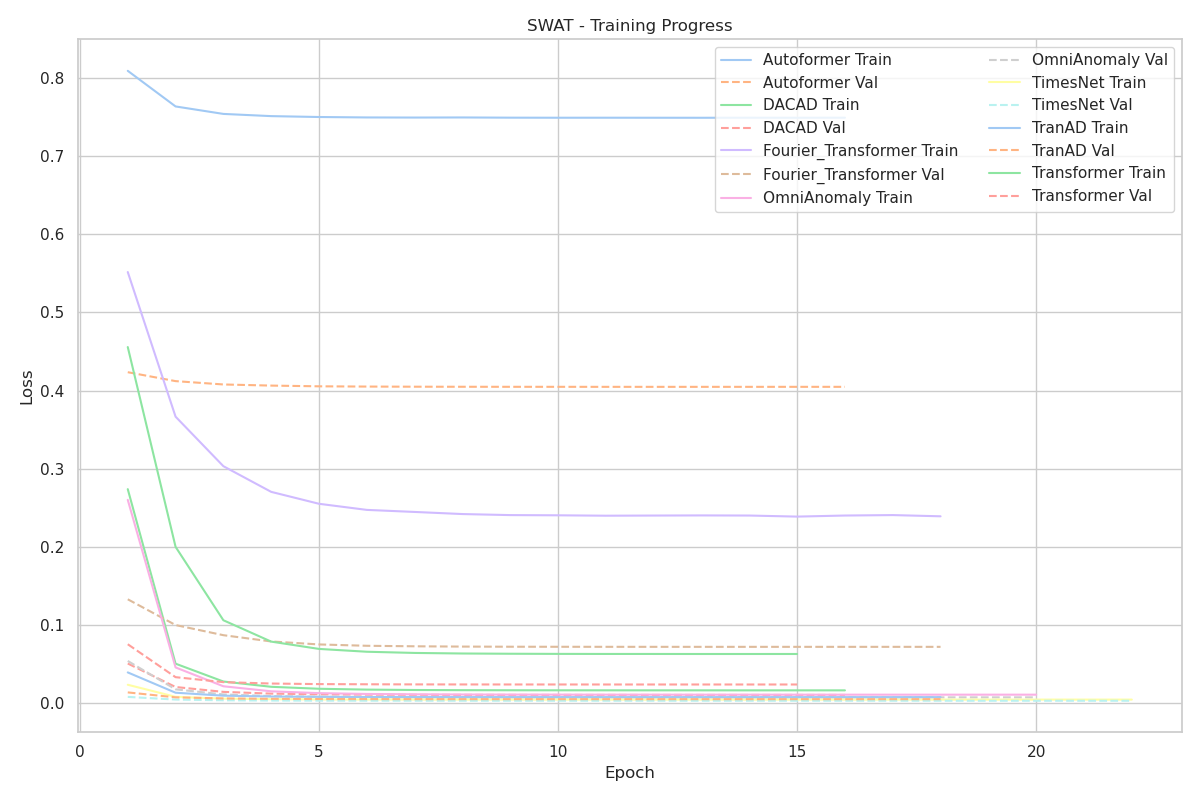 SWAT - Training Progress
Autoformer Train
Autoformer Val
DACAD Train
DACAD Val
Fourier_Transformer Train
Fourier_Transformer Val
OmniAnomaly Train
OmniAnomaly Val
TimesNet Train
TimesNet Val
TranAD Train
TranAD Val
Transformer Train
Transformer Val
Loss
0.8
0.7
0.6
0.5
0.4
0.3
0.2
0.1
0.0
0
5
10
15
20
Epoch